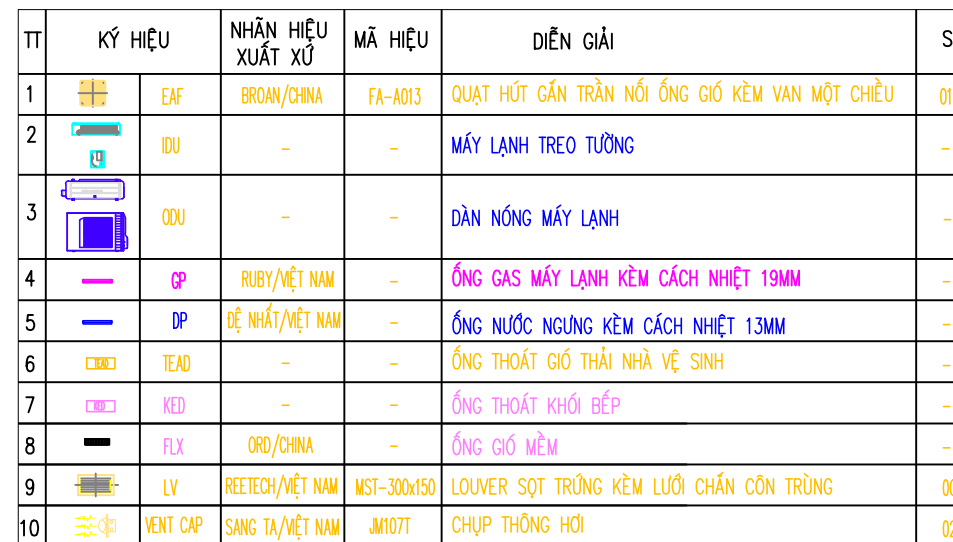 TT KÝ HIỆU NHÃN HIỆU XUẤT XỨ MÃ HIỆU DIỄN GIẢI S
1 EAF BROAN/CHINA FA-A013 QUẠT HÚT GẮN TRẦN NỐI ỐNG GIÓ KÈM VAN MỘT CHIỀU 01
2 IDU - - MÁY LẠNH TREO TƯỜNG -
3 ODU - - DÀN NÓNG MÁY LẠNH -
4 GP RUBY/VIỆT NAM - ỐNG GAS MÁY LẠNH KÈM CÁCH NHIỆT 19MM -
5 DP ĐỆ NHẤT/VIỆT NAM - ỐNG NƯỚC NGƯNG KÈM CÁCH NHIỆT 13MM -
6 TEAD TEAD - - ỐNG THOÁT GIÓ THẢI NHÀ VỆ SINH -
7 KED KED - - ỐNG THOÁT KHÓI BẾP -
8 FLX ORD/CHINA - ỐNG GIÓ MỀM -
9 LV REETECH/VIỆT NAM MST-300x150 LOUVER SỌT TRỨNG KÈM LƯỚI CHẮN CÔN TRÙNG 00
10 VENT CAP SANG TA/VIỆT NAM JM107T CHỤP THÔNG HƠI 02